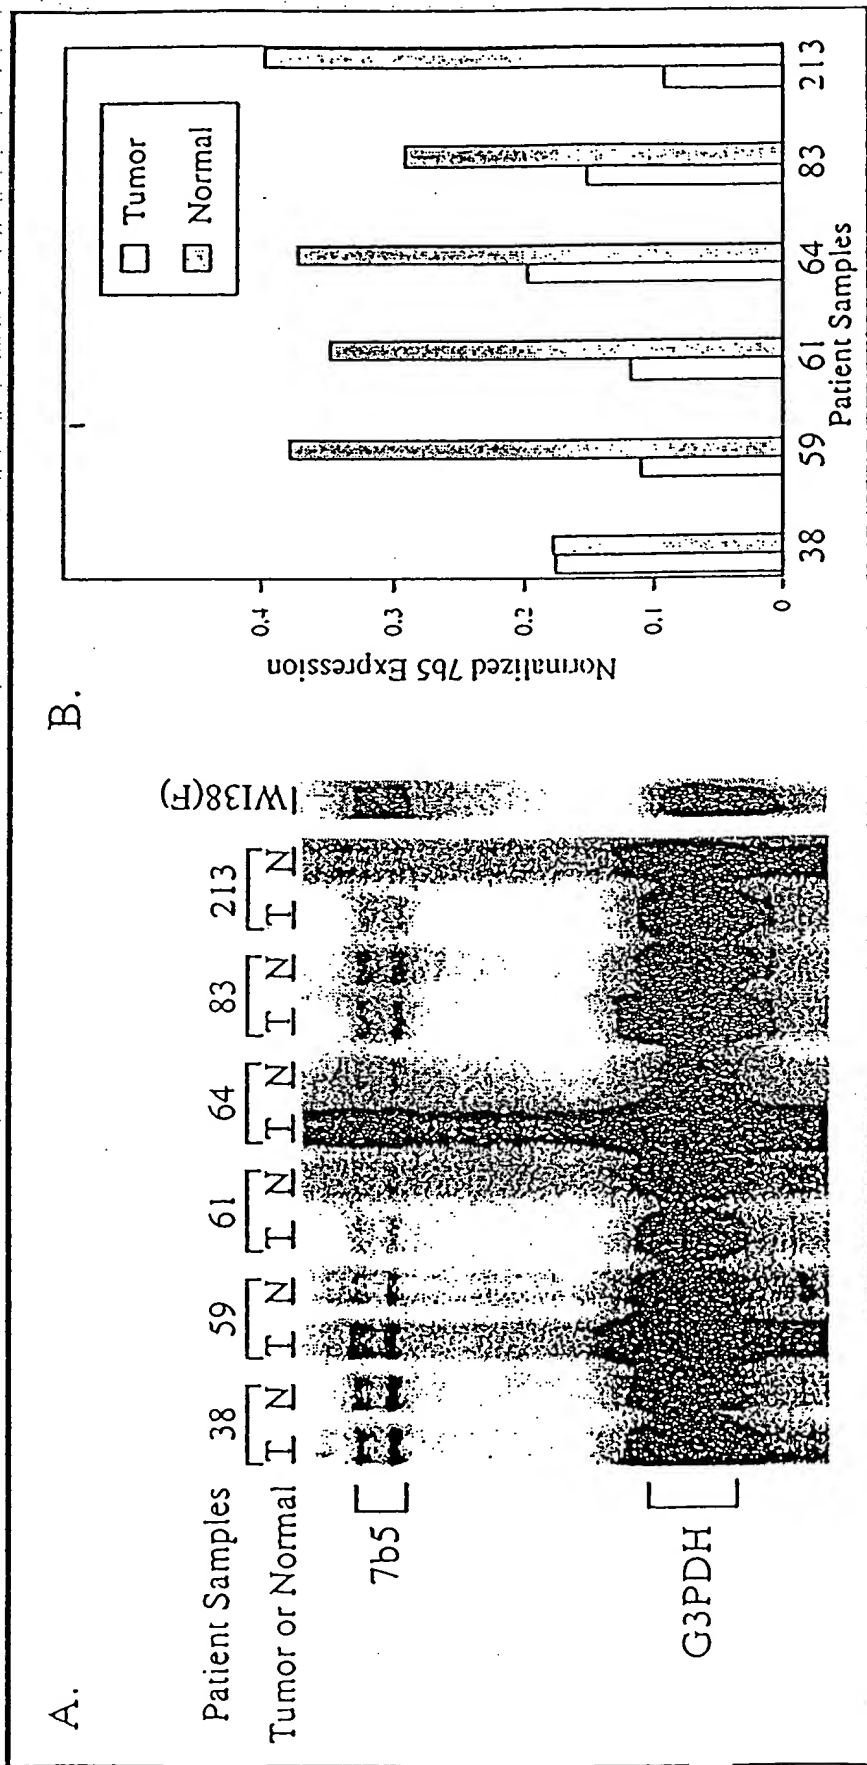 A.
Patient Samples
38 59 61 64 83 213
Tumor or Normal
T N T N T N T N T N T N WI38(F)
7b5
G3PDH
B.
Tumor
Normal
Normalized 7b5 Expression
0.4
0.3
0.2
0.1
0
38 59 61 64 83 213
Patient Samples